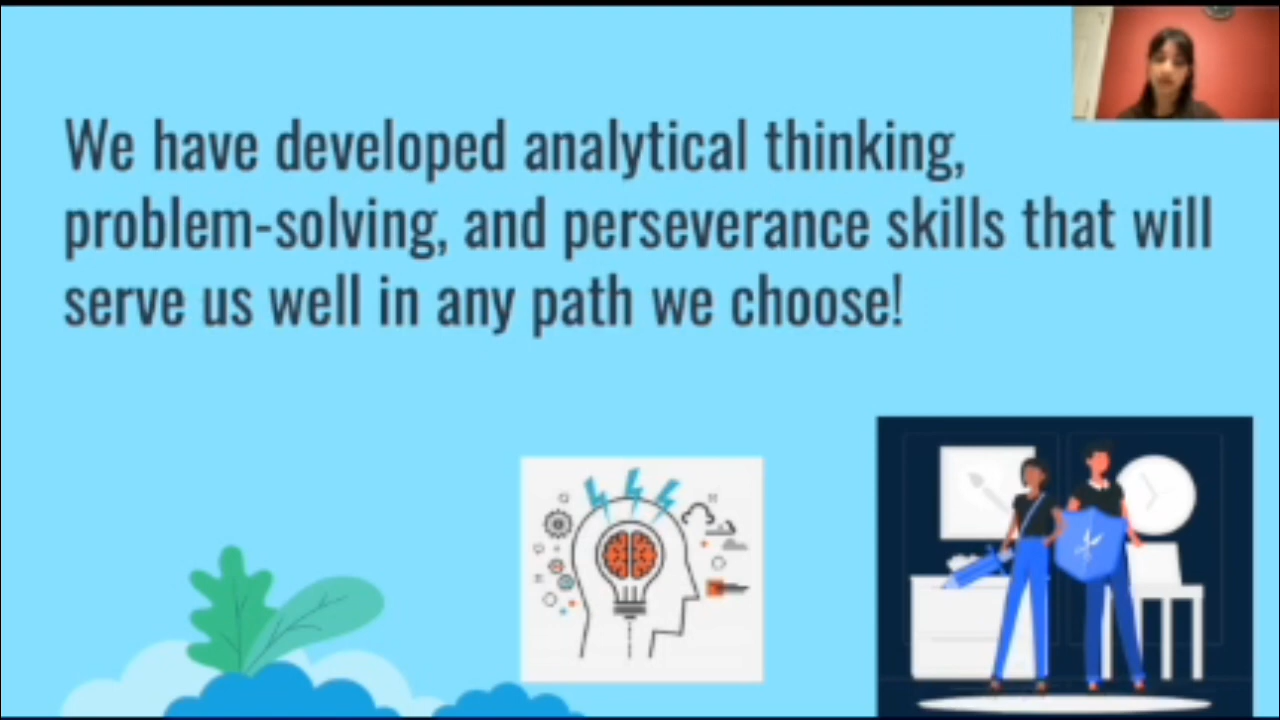 We have developed analytical thinking,
problem-solving, and perseverance skills that will
serve us well in any path we choose!